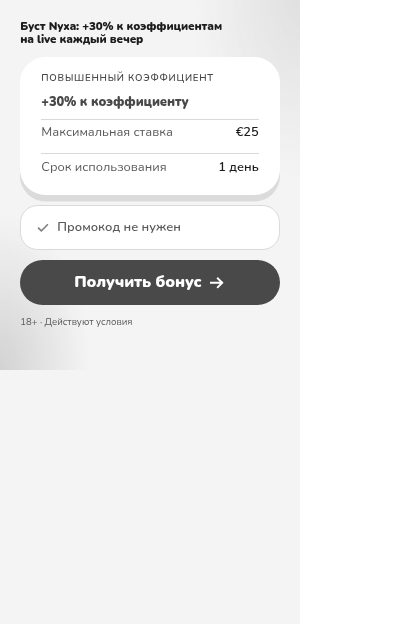 Буст Nyxa: +30% к коэффициентам
на live каждый вечер
ПОВЫШЕННЫЙ КОЭФФИЦИЕНТ
+30% к коэффициенту
Максимальная ставка €25
Срок использования 1 день
Промокод не нужен
Получить бонус →
18+ · Действуют условия